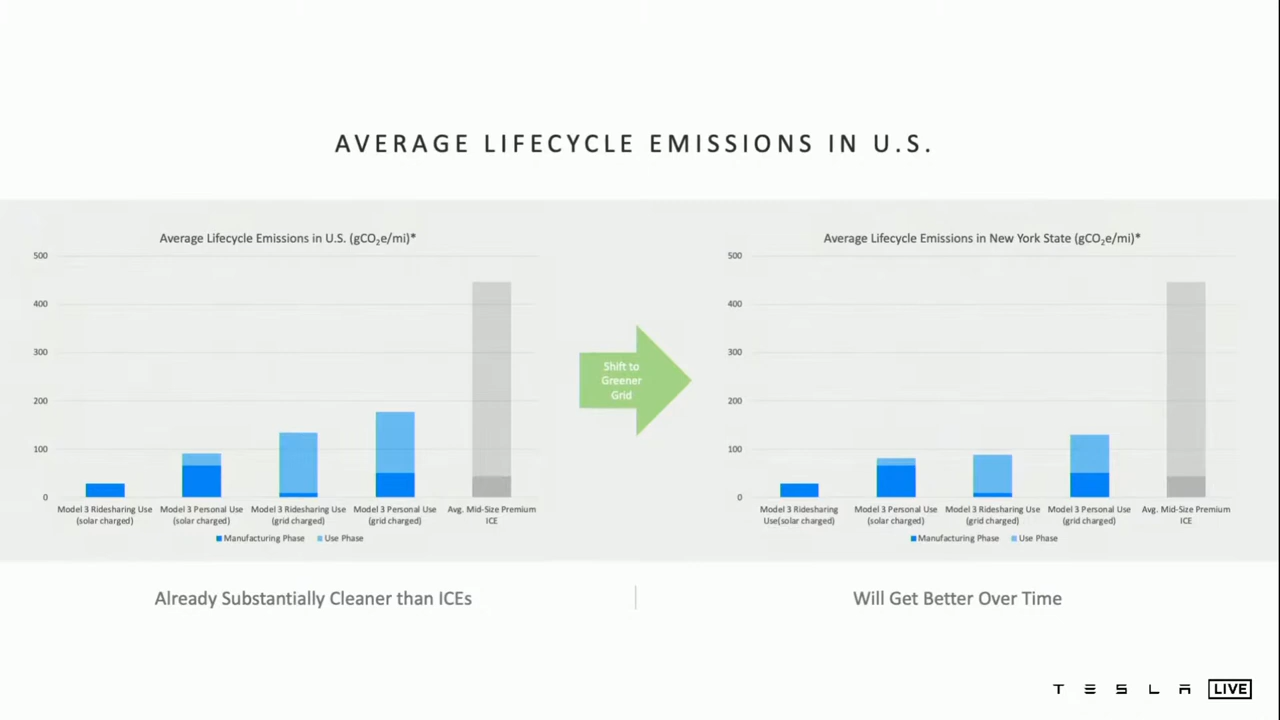 AVERAGE LIFECYCLE EMISSIONS IN U.S.
Average Lifecycle Emissions in U.S. (gCO₂e/mi)*
500
400
300
200
100
0
Model 3 Ridesharing Use
(solar charged)
Model 3 Personal Use
(solar charged)
Model 3 Ridesharing Use
(grid charged)
Model 3 Personal Use
(grid charged)
Avg. Mid-Size Premium
ICE
Manufacturing Phase
Use Phase
Already Substantially Cleaner than ICEs
Shift to
Greener
Grid
Average Lifecycle Emissions in New York State (gCO₂e/mi)*
500
400
300
200
100
0
Model 3 Ridesharing
Use(solar charged)
Model 3 Personal Use
(solar charged)
Model 3 Ridesharing Use
(grid charged)
Model 3 Personal Use
(grid charged)
Avg. Mid-Size Premium
ICE
Manufacturing Phase
Use Phase
Will Get Better Over Time
TESLA LIVE